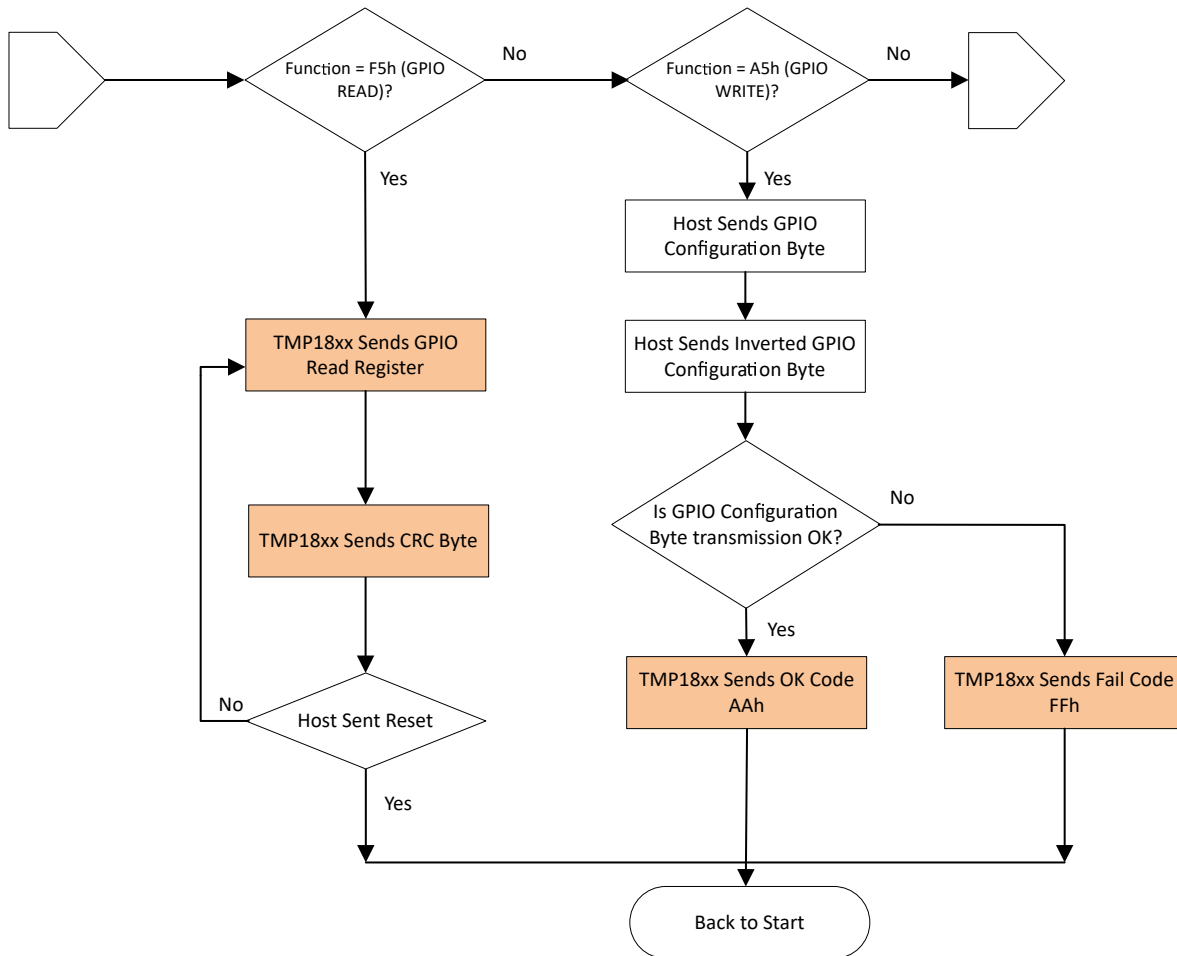 Function = F5h (GPIO
READ)?
No
Function = A5h (GPIO
WRITE)?
No
Yes
Yes
Host Sends GPIO
Configuration Byte
TMP18xx Sends GPIO
Read Register
Host Sends Inverted GPIO
Configuration Byte
TMP18xx Sends CRC Byte
Is GPIO Configuration
Byte transmission OK?
No
Yes
No
Host Sent Reset
TMP18xx Sends OK Code
AAh
TMP18xx Sends Fail Code
FFh
Yes
Back to Start